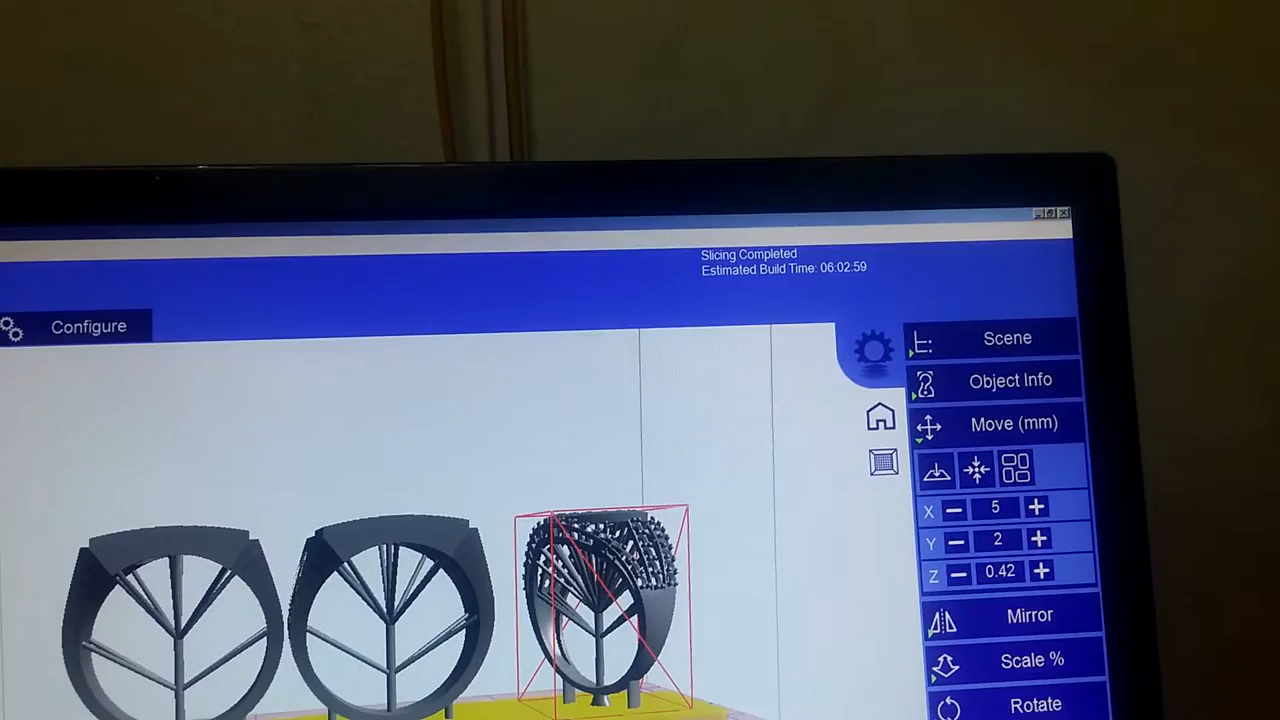 Slicing Completed
Estimated Build Time: 06:02:59
Configure
Scene
Object Info
Move (mm)
X 5
Y 2
Z 0.42
Mirror
Scale %
Rotate